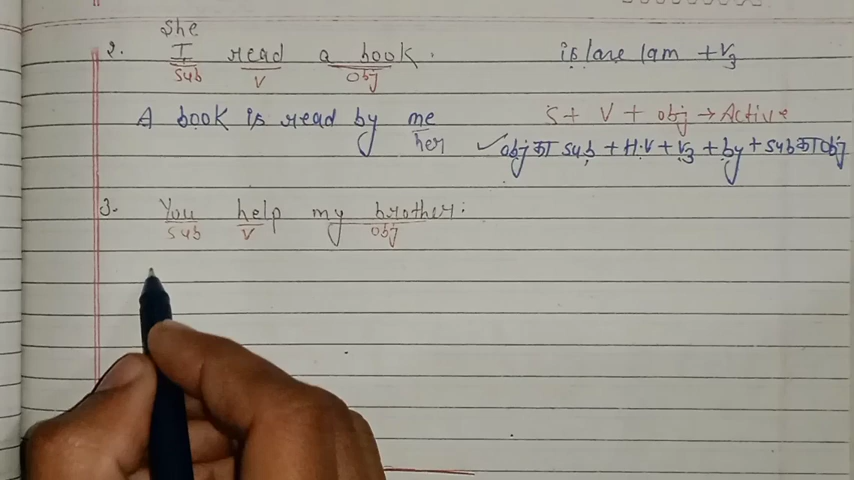 She
2. I read a book. is/are/am + V3
Sub V obj
A book is read by me S + V + obj → Active
her ✓obj का sub + H.V + V3 + by + sub का obj
3. You help my brother.
sub V obj